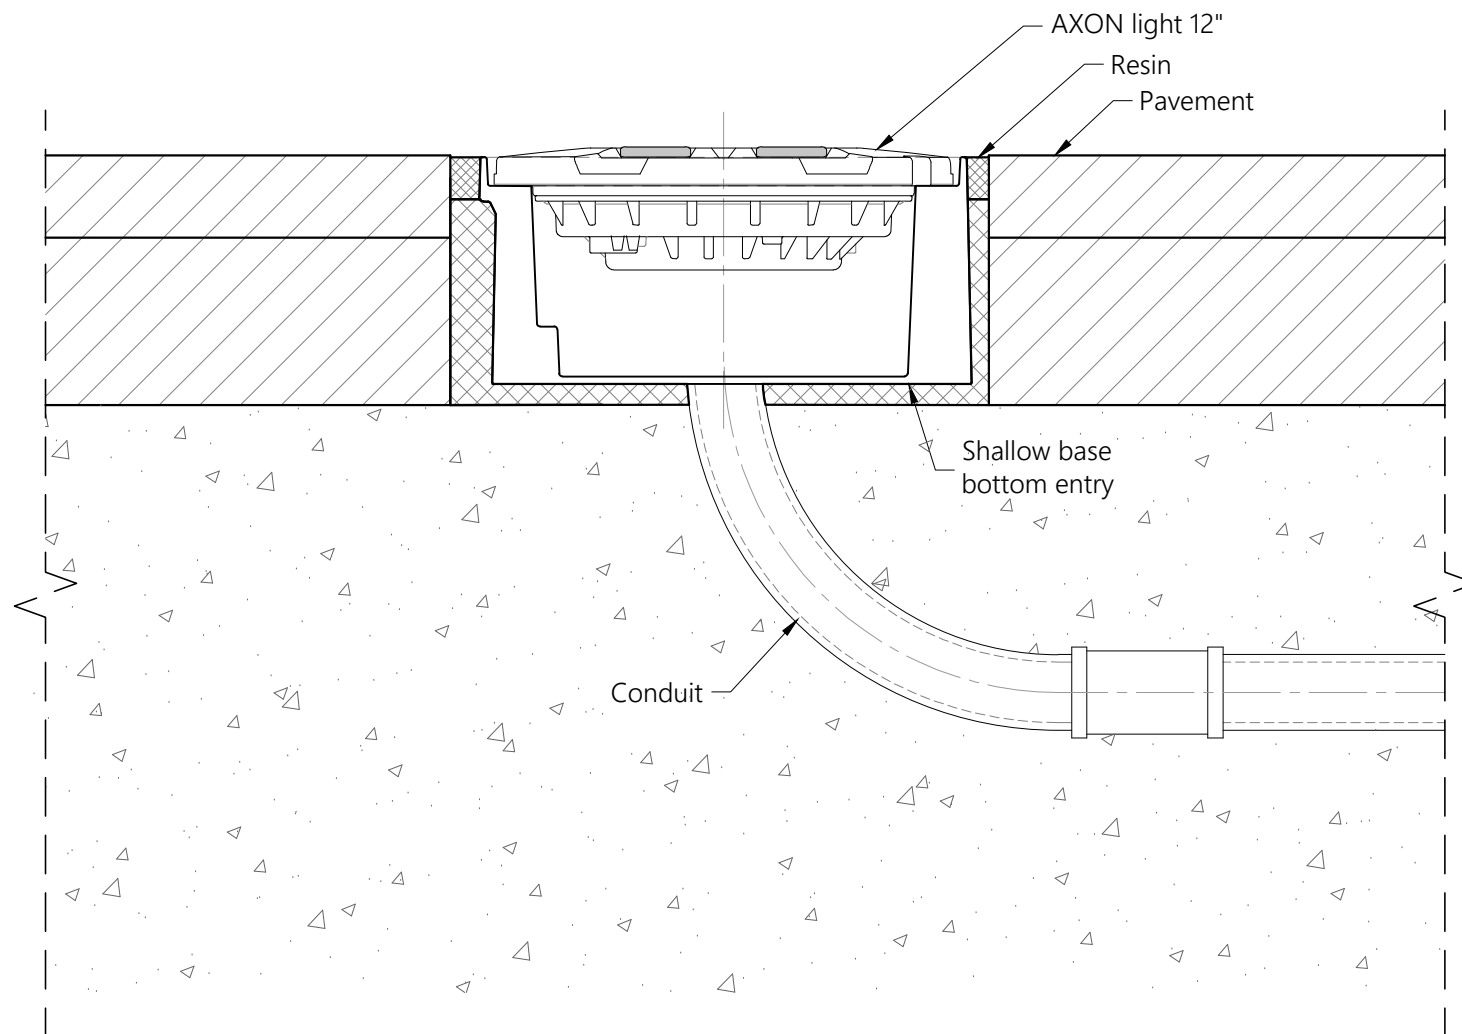 AXON light 12"
Resin
Pavement
Shallow base
bottom entry
Conduit